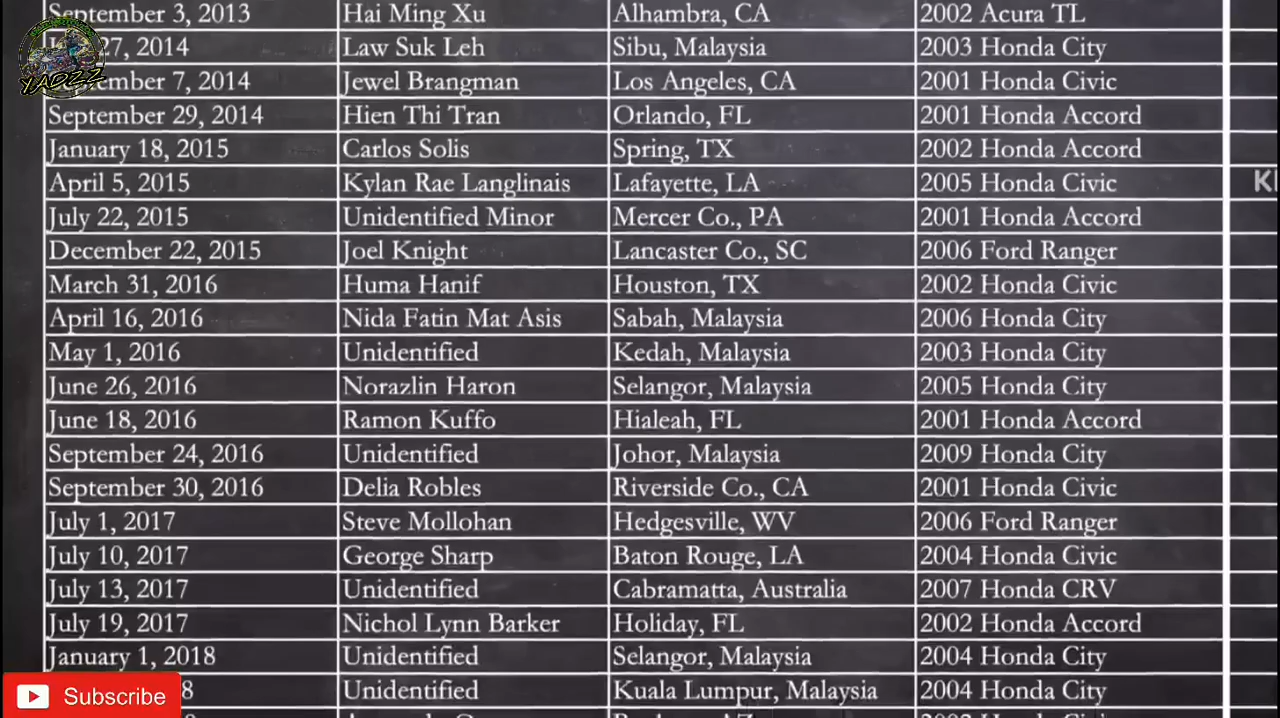 September 3, 2013 Hai Ming Xu Alhambra, CA 2002 Acura TL
27, 2014 Law Suk Leh Sibu, Malaysia 2003 Honda City
7, 2014 Jewel Brangman Los Angeles, CA 2001 Honda Civic
September 29, 2014 Hien Thi Tran Orlando, FL 2001 Honda Accord
January 18, 2015 Carlos Solis Spring, TX 2002 Honda Accord
April 5, 2015 Kylan Rae Langlinais Lafayette, LA 2005 Honda Civic
July 22, 2015 Unidentified Minor Mercer Co., PA 2001 Honda Accord
December 22, 2015 Joel Knight Lancaster Co., SC 2006 Ford Ranger
March 31, 2016 Huma Hanif Houston, TX 2002 Honda Civic
April 16, 2016 Nida Fatin Mat Asis Sabah, Malaysia 2006 Honda City
May 1, 2016 Unidentified Kedah, Malaysia 2003 Honda City
June 26, 2016 Norazlin Haron Selangor, Malaysia 2005 Honda City
June 18, 2016 Ramon Kuffo Hialeah, FL 2001 Honda Accord
September 24, 2016 Unidentified Johor, Malaysia 2009 Honda City
September 30, 2016 Delia Robles Riverside Co., CA 2001 Honda Civic
July 1, 2017 Steve Mollohan Hedgesville, WV 2006 Ford Ranger
July 10, 2017 George Sharp Baton Rouge, LA 2004 Honda Civic
July 13, 2017 Unidentified Cabramatta, Australia 2007 Honda CRV
July 19, 2017 Nichol Lynn Barker Holiday, FL 2002 Honda Accord
January 1, 2018 Unidentified Selangor, Malaysia 2004 Honda City
8 Unidentified Kuala Lumpur, Malaysia 2004 Honda City
YADZZ
Subscribe